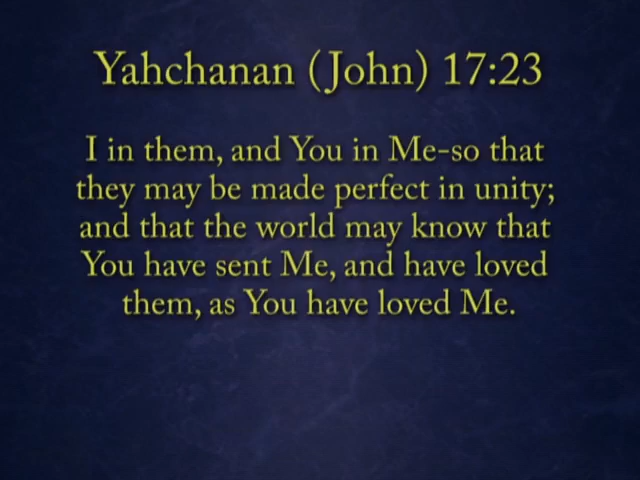 Yahchanan (John) 17:23
I in them, and You in Me-so that
they may be made perfect in unity;
and that the world may know that
You have sent Me, and have loved
them, as You have loved Me.